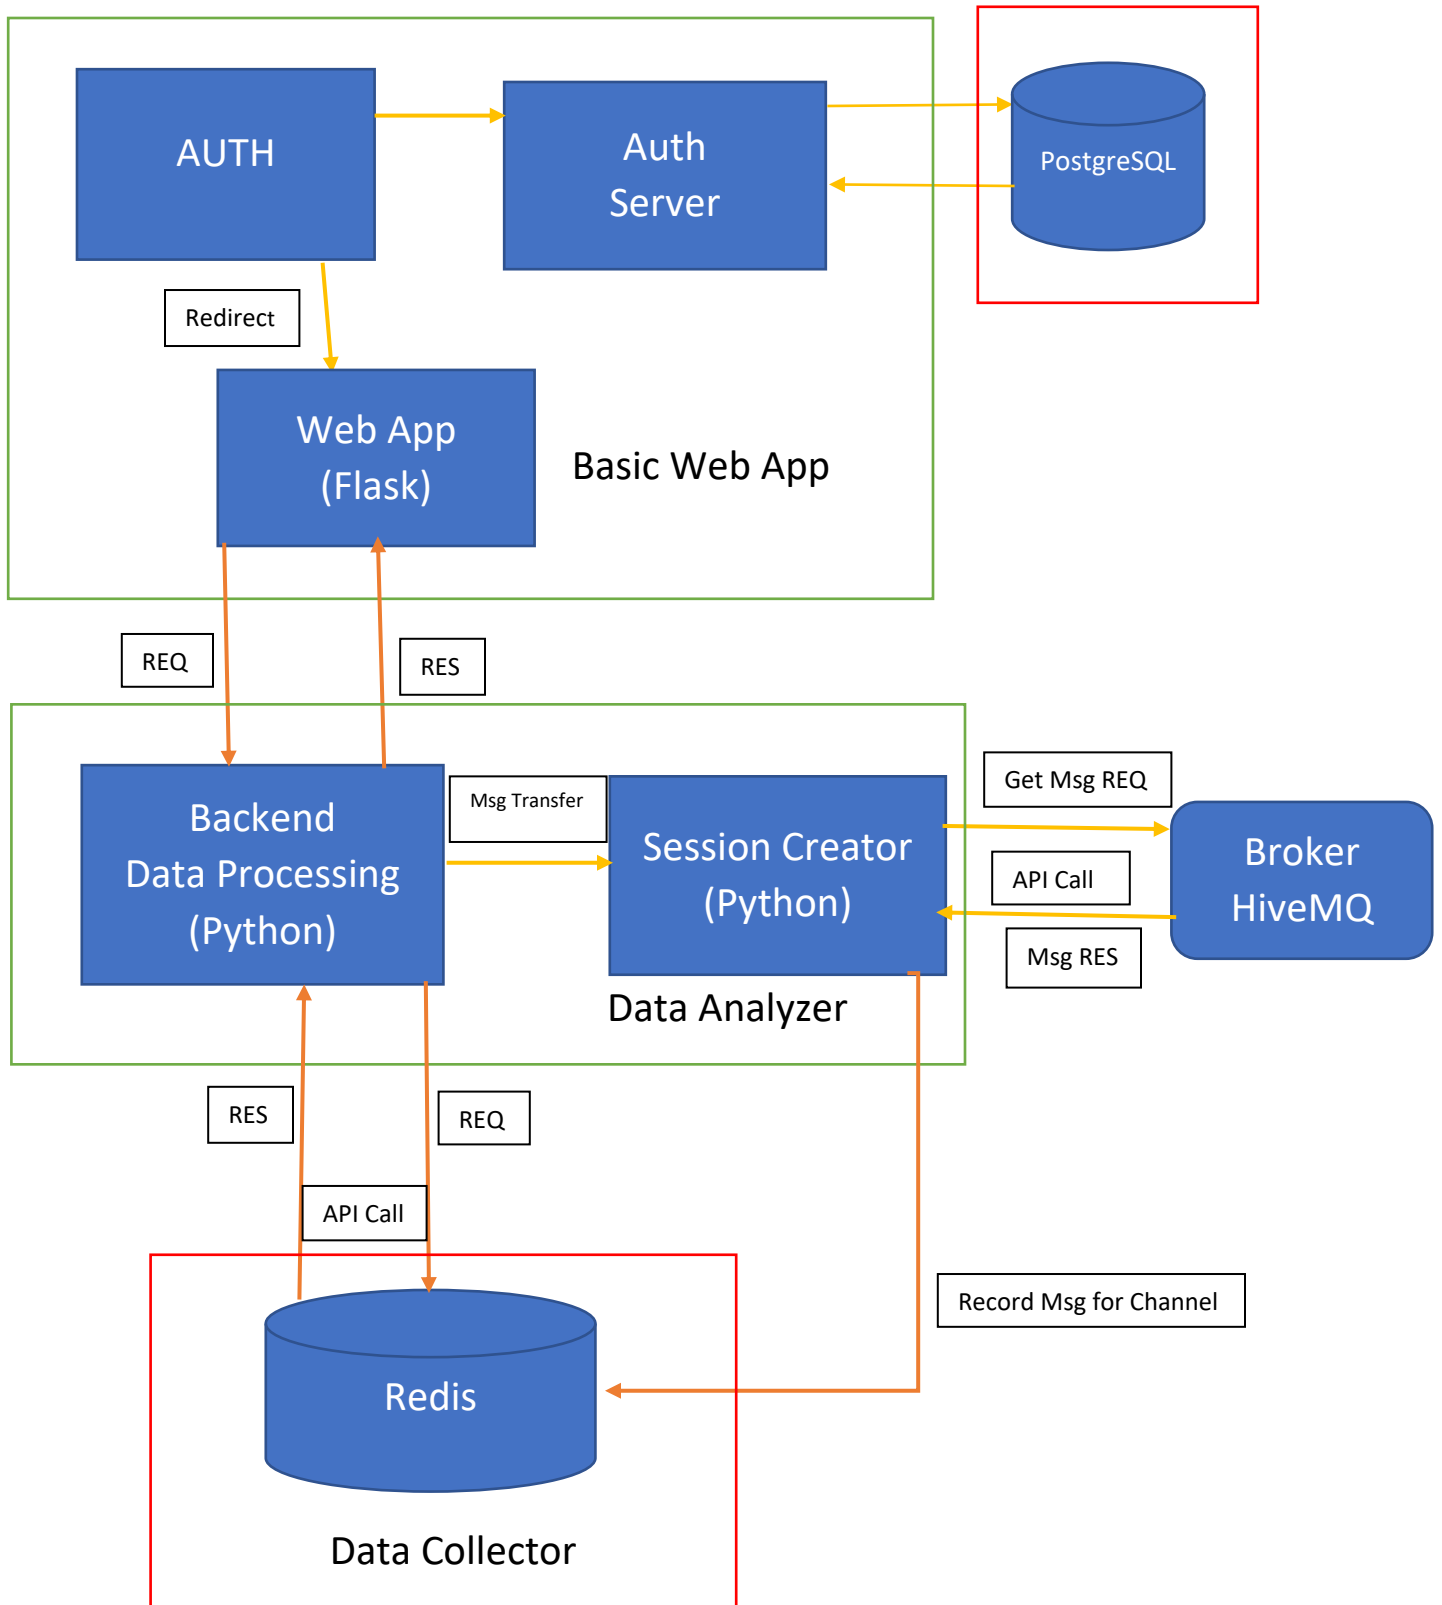 AUTH
Auth
Server
PostgreSQL
Redirect
Web App
(Flask)
Basic Web App
REQ
RES
Backend
Data Processing
(Python)
Msg Transfer
Session Creator
(Python)
Get Msg REQ
API Call
Msg RES
Broker
HiveMQ
Data Analyzer
RES
REQ
API Call
Record Msg for Channel
Redis
Data Collector